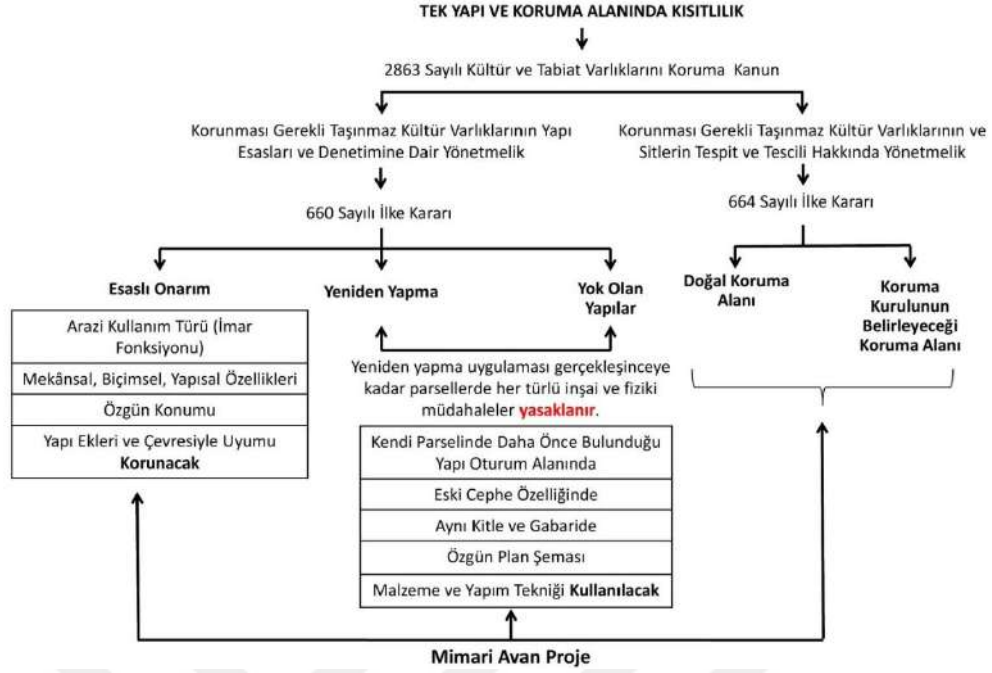 TEK YAPI VE KORUMA ALANINDA KISITLILIK
2863 Sayılı Kültür ve Tabiat Varlıklarını Koruma Kanun
Korunması Gerekli Taşınmaz Kültür Varlıklarının Yapı
Esasları ve Denetimine Dair Yönetmelik
Korunması Gerekli Taşınmaz Kültür Varlıklarının ve
Sitlerin Tespit ve Tescili Hakkında Yönetmelik
660 Sayılı İlke Kararı
664 Sayılı İlke Kararı
Esaslı Onarım
Yeniden Yapma
Yok Olan
Yapılar
Doğal Koruma
Alanı
Koruma
Kurulunun
Belirleyeceği
Koruma Alanı
Arazi Kullanım Türü (İmar
Fonksiyonu)
Mekânsal, Biçimsel, Yapısal Özellikleri
Özgün Konumu
Yapı Ekleri ve Çevresiyle Uyumu
Korunacak
Yeniden yapma uygulaması gerçekleşinceye
kadar parsellerde her türlü inşai ve fiziki
müdahaleler yasaklanır.
Kendi Parselinde Daha Önce Bulunduğu
Yapı Oturum Alanında
Eski Cephe Özelliğinde
Aynı Kitle ve Gabaride
Özgün Plan Şeması
Malzeme ve Yapım Tekniği Kullanılacak
Mimari Avan Proje